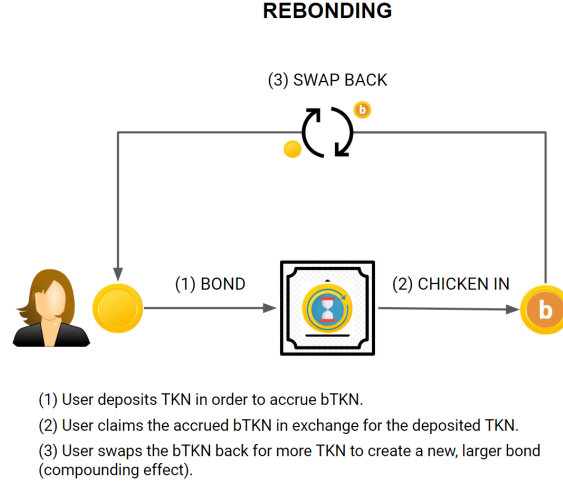 REBONDING
(3) SWAP BACK
b
(1) BOND
(2) CHICKEN IN
b
(1) User deposits TKN in order to accrue bTKN.
(2) User claims the accrued bTKN in exchange for the deposited TKN.
(3) User swaps the bTKN back for more TKN to create a new, larger bond
(compounding effect).